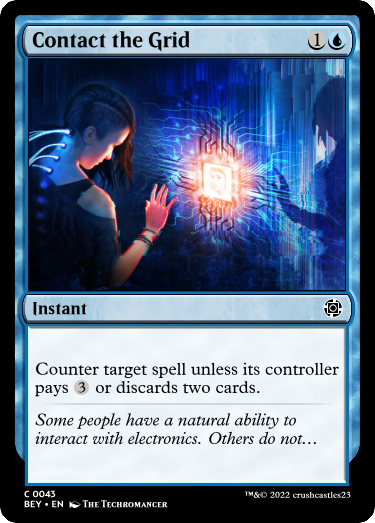 Contact the Grid 1
Instant
Counter target spell unless its controller
pays 3 or discards two cards.
Some people have a natural ability to
interact with electronics. Others do not…
C 0043
BEY • EN The Techromancer
™&© 2022 crushcastles23